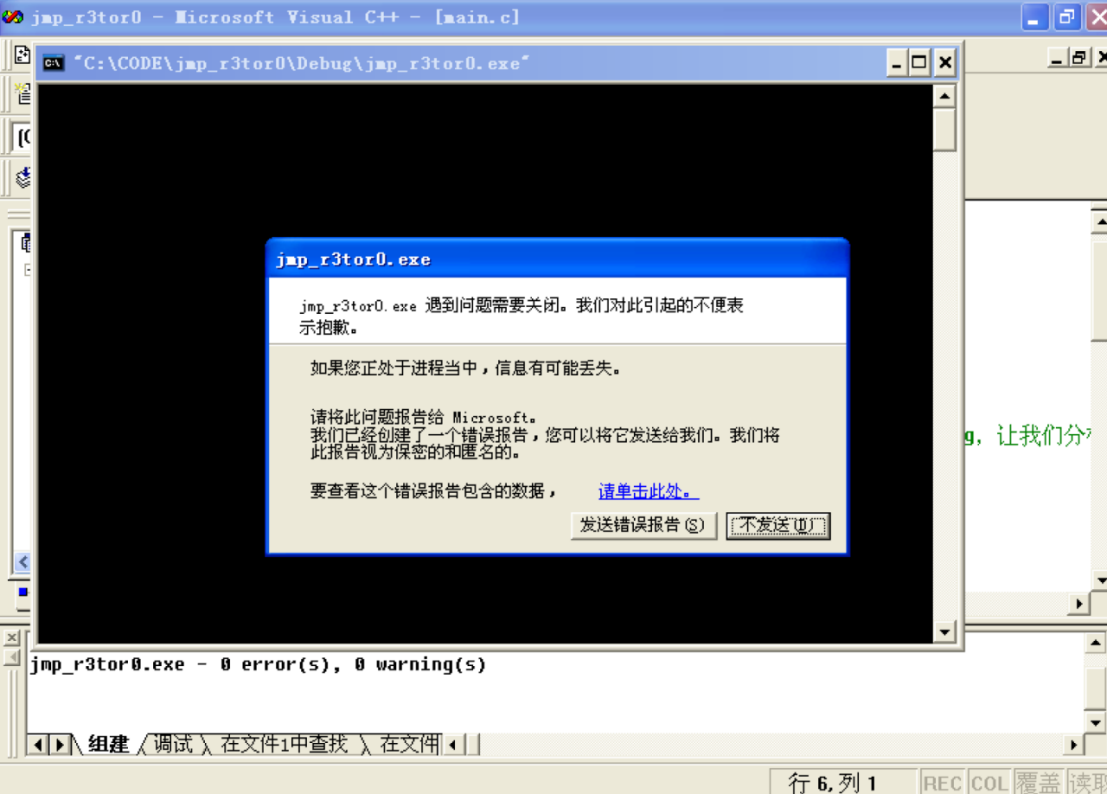 jmp_r3tor0 - Microsoft Visual C++ - [main.c]
"C:\CODE\jmp_r3tor0\Debug\jmp_r3tor0.exe"
jmp_r3tor0.exe
jmp_r3tor0.exe 遇到问题需要关闭。我们对此引起的不便表
示抱歉。
如果您正处于进程当中，信息有可能丢失。
请将此问题报告给 Microsoft。
我们已经创建了一个错误报告，您可以将它发送给我们。我们将
此报告视为保密的和匿名的。
g, 让我们分
要查看这个错误报告包含的数据， 请单击此处。
发送错误报告(S) 不发送(D)
jmp_r3tor0.exe - 0 error(s), 0 warning(s)
组建 调试 在文件1中查找 在文件
行 6, 列 1 REC COL 覆盖 读取